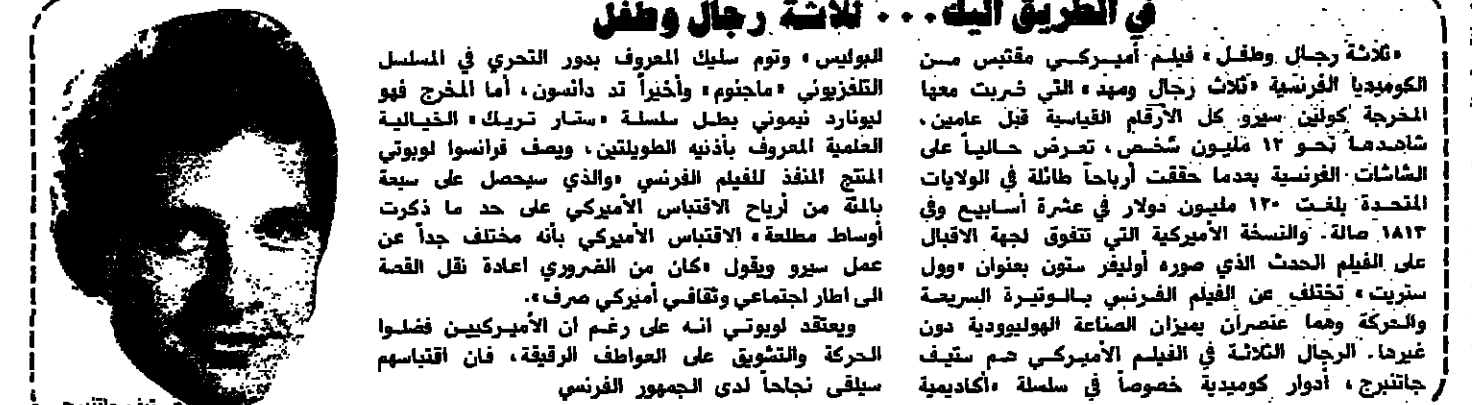 في الطريق اليك... ثلاثة رجال وطفل
«ثلاثة رجال وطفل» فيلم أميركي مقتبس من
الكوميديا الفرنسية «ثلاث رجال ومهد» التي ضربت معها
المخرجة كولين سيرو كل الأرقام القياسية قبل عامين،
شاهدها نحو ١٢ مليون شخص، تعرض حالياً على
الشاشات الفرنسية بعدما حققت أرباحاً طائلة في الولايات
المتحدة بلغت ١٣٠ مليون دولار في عشرة أسابيع وفي
١٨١٣ صالة. والنسخة الأميركية التي تتفوق لجهة الاقبال
على الفيلم الحدث الذي صوره أوليفر ستون بعنوان «وول
ستريت» تختلف عن الفيلم الفرنسي بالوتيرة السريعة
والحركة وهما عنصران يميزان الصناعة الهوليوودية دون
غيرها. الرجال الثلاثة في الفيلم الأميركي هم ستيف
جاتنبرج، أدوار كوميدية خصوصاً في سلسلة «أكاديمية
البوليس» وتوم سليك المعروف بدور التحري في المسلسل
التلفزيوني «ماجنوم» وأخيراً تد دانسون، أما المخرج فهو
ليونارد نيموني بطل سلسلة «ستار تريك» الخيالية
العلمية المعروف بأذنيه الطويلتين، ويصف فرانسوا لوبوتي
المنتج المنفذ للفيلم الفرنسي «والذي سيحصل على سبعة
بالمئة من أرباح الاقتباس الأميركي على حد ما ذكرت
أوساط مطلعة» الاقتباس الأميركي بأنه مختلف جداً عن
عمل سيرو ويقول «كان من الضروري اعادة نقل القصة
الى اطار اجتماعي وثقافي أميركي صرف».
ويعتقد لوبوتي انه على رغم ان الأميركيين فضلوا
الحركة والتشويق على العواطف الرقيقة، فان اقتباسهم
سيلقى نجاحاً لدى الجمهور الفرنسي